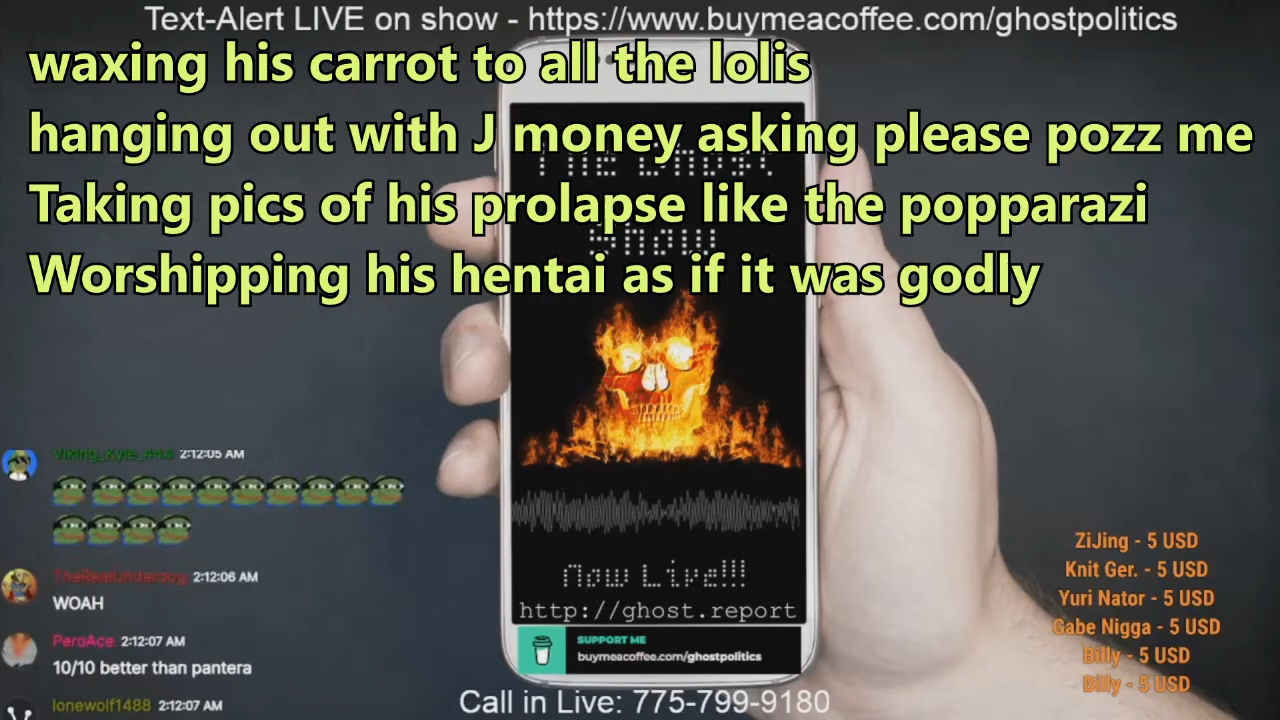 Text-Alert LIVE on show - https://www.buymeacoffee.com/ghostpolitics
waxing his carrot to all the lolis
hanging out with J money asking please pozz me
Taking pics of his prolapse like the popparazi
Worshipping his hentai as if it was godly
The Ghost
Show
Now Live!!!
http://ghost.report
SUPPORT ME
buymeacoffee.com/ghostpolitics
Call in Live: 775-799-9180
Viking_Kyle_444 2:12:05 AM
TheRealUnderdog 2:12:06 AM
WOAH
PeroAce 2:12:07 AM
10/10 better than pantera
lonewolf1488 2:12:07 AM
ZiJing - 5 USD
Knit Ger. - 5 USD
Yuri Nator - 5 USD
Gabe Nigga - 5 USD
Billy - 5 USD
Billy - 5 USD